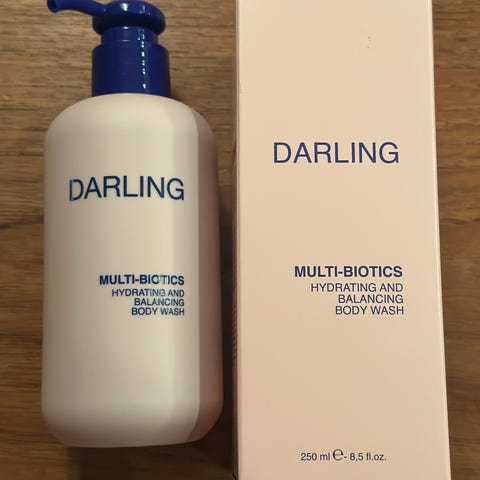 DARLING
MULTI-BIOTICS
HYDRATING AND
BALANCING
BODY WASH
DARLING
MULTI-BIOTICS
HYDRATING AND
BALANCING
BODY WASH
250 ml ℮- 8,5 fl.oz.